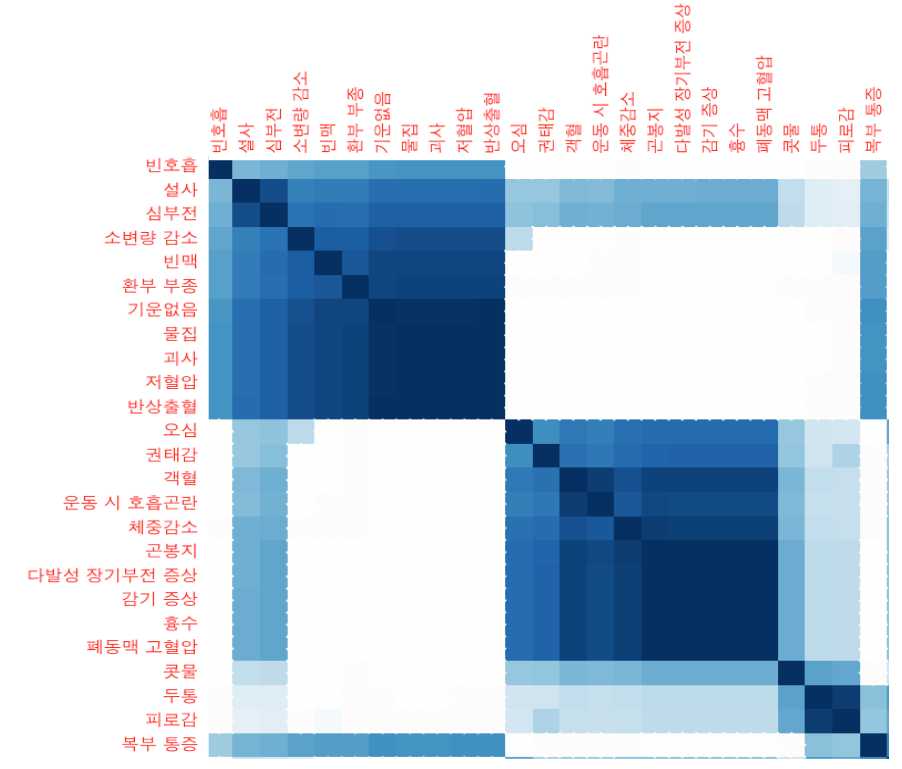 빈호흡
설사
심부전
소변량 감소
빈맥
환부 부종
기운없음
물집
괴사
저혈압
반상출혈
오심
권태감
객혈
운동 시 호흡곤란
체중감소
곤봉지
다발성 장기부전 증상
감기 증상
흉수
폐동맥 고혈압
콧물
두통
피로감
복부 통증
빈호흡
설사
심부전
소변량 감소
빈맥
환부 부종
기운없음
물집
괴사
저혈압
반상출혈
오심
권태감
객혈
운동 시 호흡곤란
체중감소
곤봉지
다발성 장기부전 증상
감기 증상
흉수
폐동맥 고혈압
콧물
두통
피로감
복부 통증